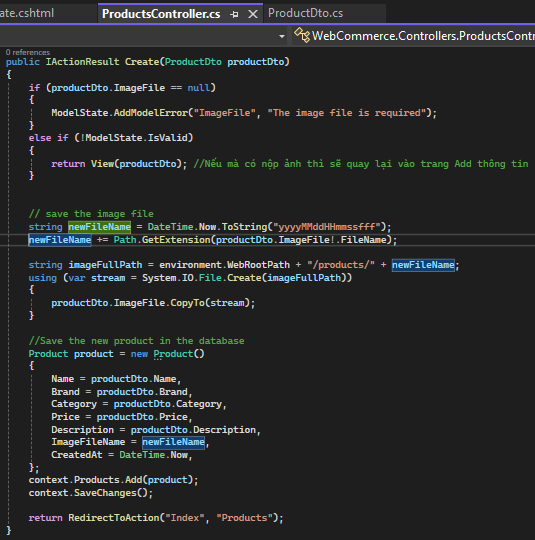 ate.cshtml
ProductsController.cs
ProductDto.cs
WebCommerce.Controllers.ProductsContr
0 references
public IActionResult Create(ProductDto productDto)
{
if (productDto.ImageFile == null)
{
ModelState.AddModelError("ImageFile", "The image file is required");
}
else if (!ModelState.IsValid)
{
return View(productDto); //Nếu mà có nộp ảnh thì sẽ quay lại vào trang Add thông tin
}
// save the image file
string newFileName = DateTime.Now.ToString("yyyyMMddHHmmssfff");
newFileName += Path.GetExtension(productDto.ImageFile!.FileName);
string imageFullPath = environment.WebRootPath + "/products/" + newFileName;
using (var stream = System.IO.File.Create(imageFullPath))
{
productDto.ImageFile.CopyTo(stream);
}
//Save the new product in the database
Product product = new Product()
{
Name = productDto.Name,
Brand = productDto.Brand,
Category = productDto.Category,
Price = productDto.Price,
Description = productDto.Description,
ImageFileName = newFileName,
CreatedAt = DateTime.Now,
};
context.Products.Add(product);
context.SaveChanges();
return RedirectToAction("Index", "Products");
}